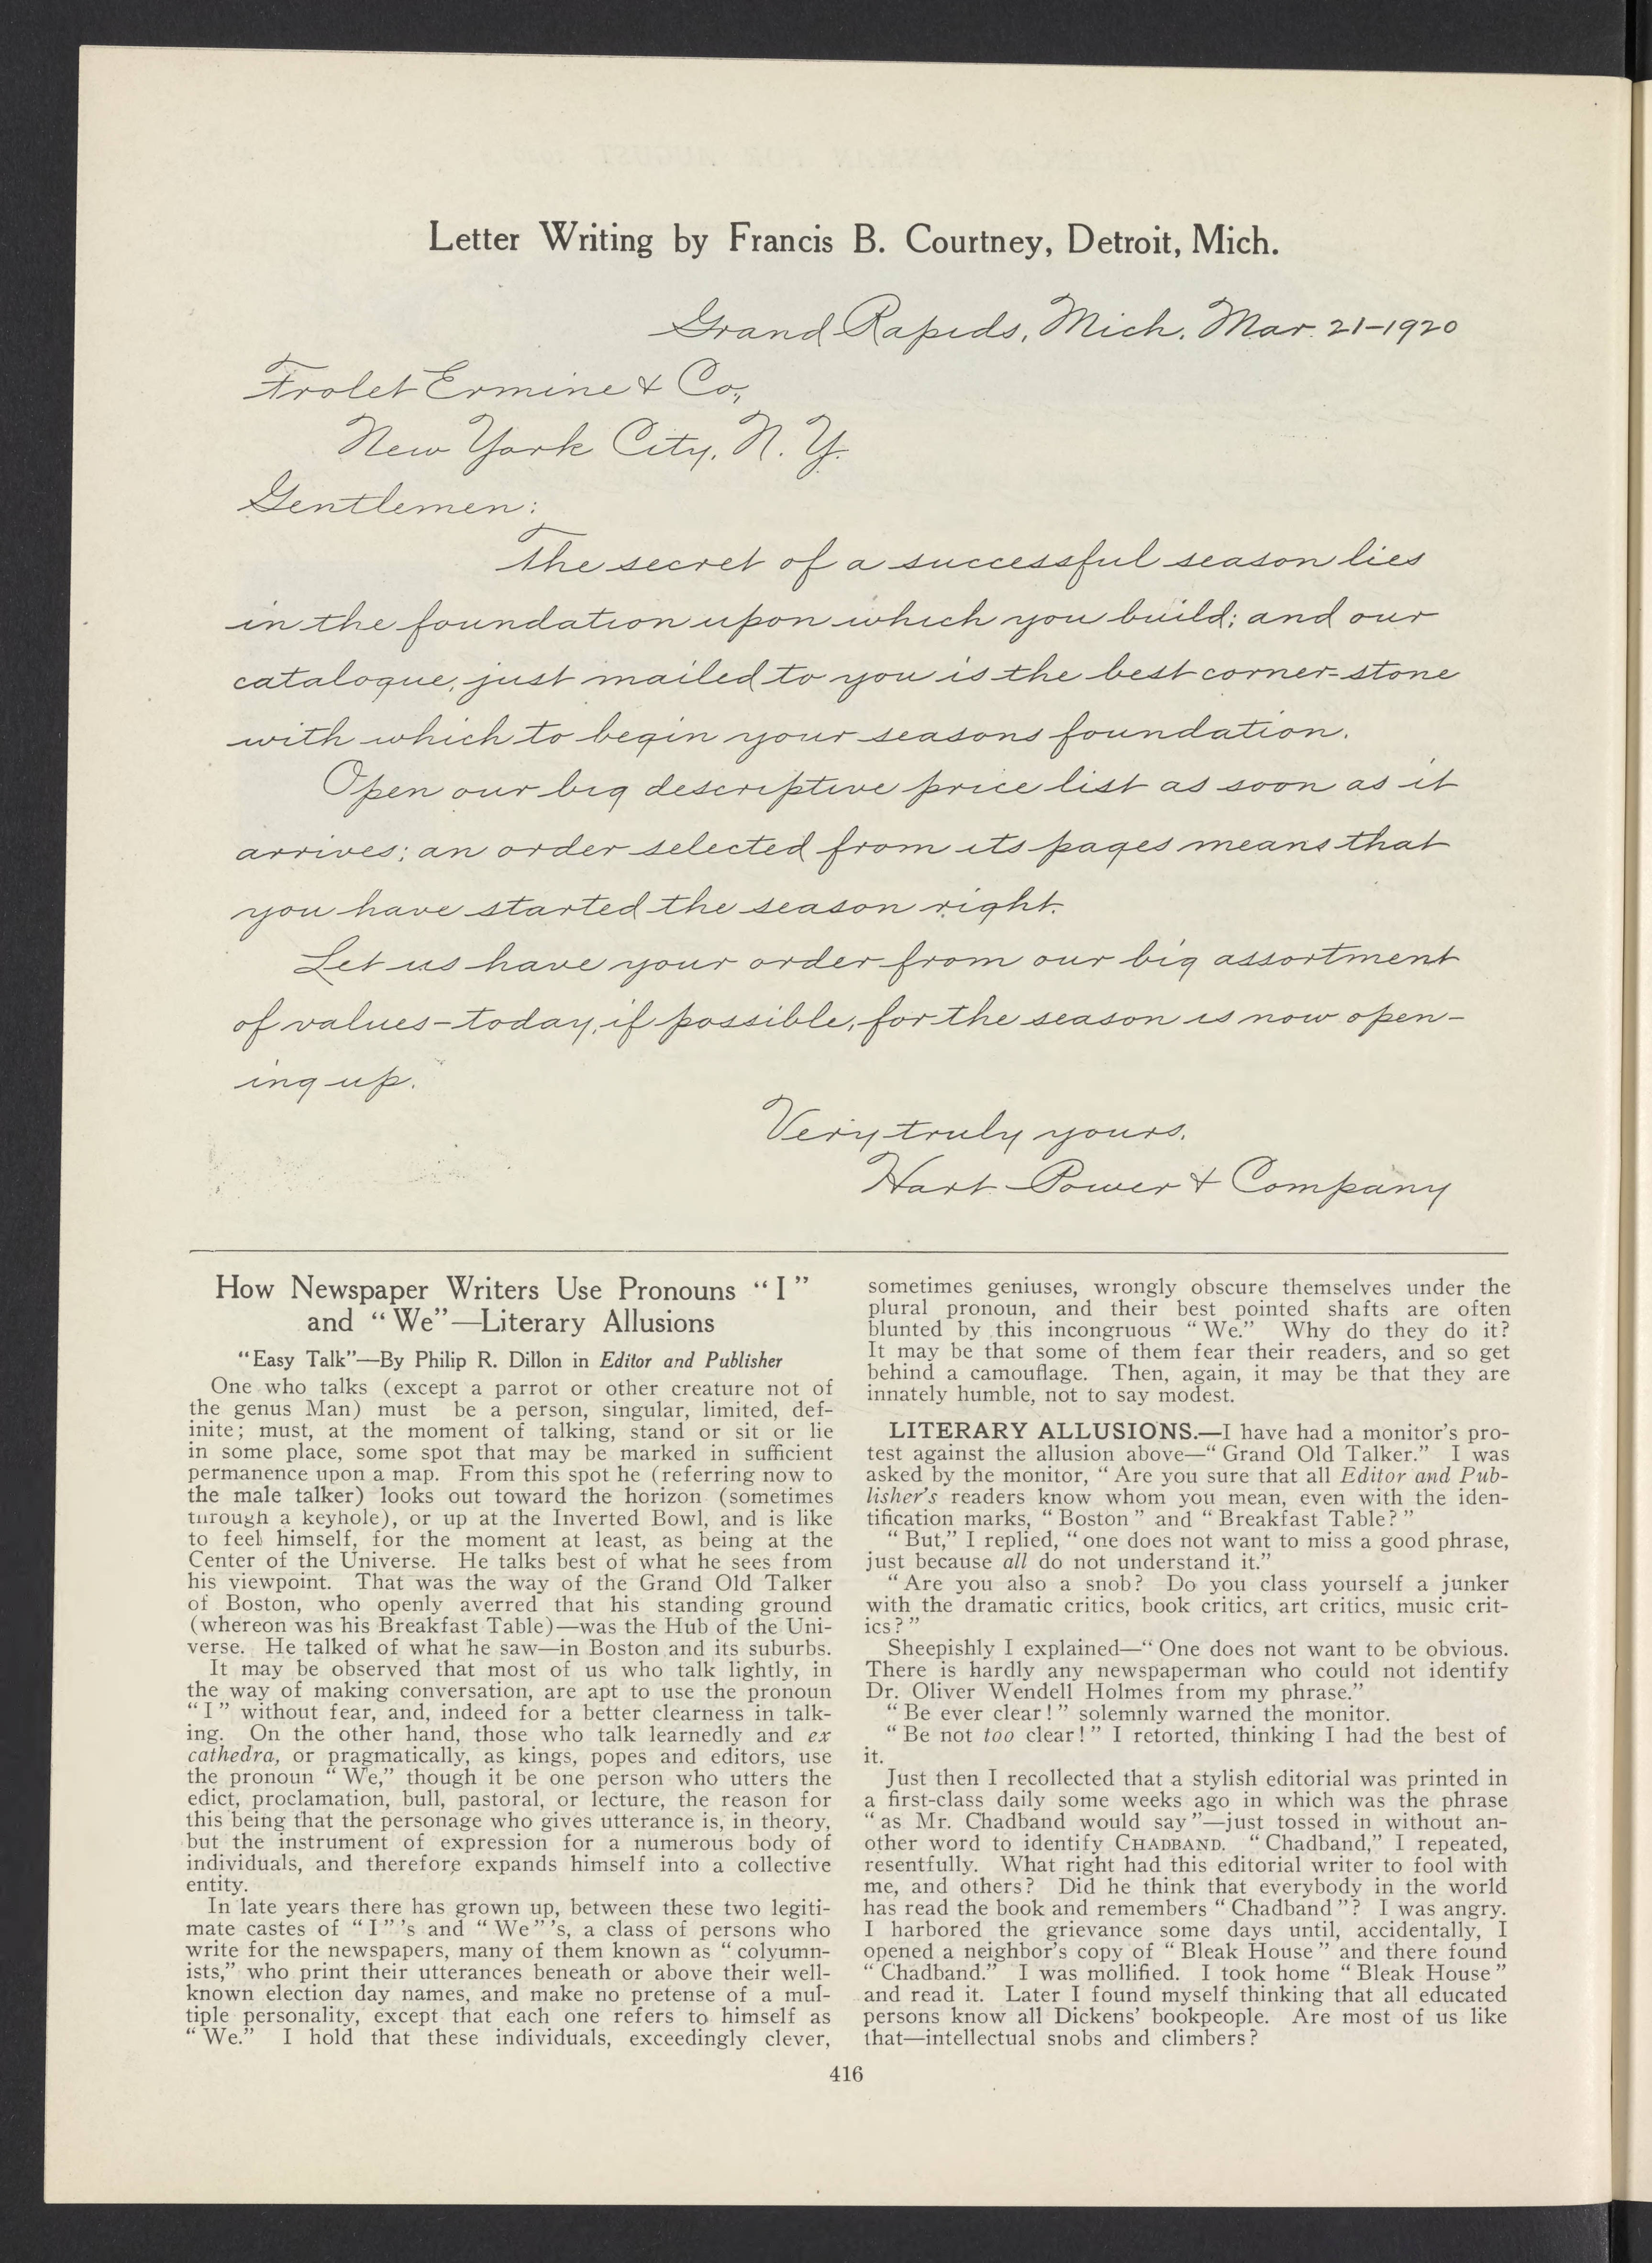 Letter Writing by Francis B. Courtney, Detroit, Mich.
Grand Rapids, Mich. Mar. 21-1920
Frolet Ermine & Co.,
New York City, N. Y.
Gentlemen:
The secret of a successful season lies
in the foundation upon which you build; and our
catalogue, just mailed to you is the best corner-stone
with which to begin your seasons foundation.
Open our big descriptive price list as soon as it
arrives; an order selected from its pages means that
you have started the season right.
Let us have your order from our big assortment
of values-today, if possible, for the season is now open-
ing up.
Very truly yours,
Hart-Power & Company
How Newspaper Writers Use Pronouns "I"
and "We"—Literary Allusions
"Easy Talk"—By Philip R. Dillon in Editor and Publisher
One who talks (except a parrot or other creature not of
the genus Man) must be a person, singular, limited, def-
inite; must, at the moment of talking, stand or sit or lie
in some place, some spot that may be marked in sufficient
permanence upon a map. From this spot he (referring now to
the male talker) looks out toward the horizon (sometimes
through a keyhole), or up at the Inverted Bowl, and is like
to feel himself, for the moment at least, as being at the
Center of the Universe. He talks best of what he sees from
his viewpoint. That was the way of the Grand Old Talker
of Boston, who openly averred that his standing ground
(whereon was his Breakfast Table)—was the Hub of the Uni-
verse. He talked of what he saw—in Boston and its suburbs.
It may be observed that most of us who talk lightly, in
the way of making conversation, are apt to use the pronoun
"I" without fear, and, indeed for a better clearness in talk-
ing. On the other hand, those who talk learnedly and ex
cathedra, or pragmatically, as kings, popes and editors, use
the pronoun "We," though it be one person who utters the
edict, proclamation, bull, pastoral, or lecture, the reason for
this being that the personage who gives utterance is, in theory,
but the instrument of expression for a numerous body of
individuals, and therefore expands himself into a collective
entity.
In late years there has grown up, between these two legiti-
mate castes of "I"'s and "We"'s, a class of persons who
write for the newspapers, many of them known as "colyumn-
ists," who print their utterances beneath or above their well-
known election day names, and make no pretense of a mul-
tiple personality, except that each one refers to himself as
"We." I hold that these individuals, exceedingly clever,
sometimes geniuses, wrongly obscure themselves under the
plural pronoun, and their best pointed shafts are often
blunted by this incongruous "We." Why do they do it?
It may be that some of them fear their readers, and so get
behind a camouflage. Then, again, it may be that they are
innately humble, not to say modest.
LITERARY ALLUSIONS.—I have had a monitor's pro-
test against the allusion above—"Grand Old Talker." I was
asked by the monitor, "Are you sure that all Editor and Pub-
lisher's readers know whom you mean, even with the iden-
tification marks, "Boston" and "Breakfast Table?"
"But," I replied, "one does not want to miss a good phrase,
just because all do not understand it."
"Are you also a snob? Do you class yourself a junker
with the dramatic critics, book critics, art critics, music crit-
ics?"
Sheepishly I explained—"One does not want to be obvious.
There is hardly any newspaperman who could not identify
Dr. Oliver Wendell Holmes from my phrase."
"Be ever clear!" solemnly warned the monitor.
"Be not too clear!" I retorted, thinking I had the best of
it.
Just then I recollected that a stylish editorial was printed in
a first-class daily some weeks ago in which was the phrase
"as Mr. Chadband would say"—just tossed in without an-
other word to identify CHADBAND. "Chadband," I repeated,
resentfully. What right had this editorial writer to fool with
me, and others? Did he think that everybody in the world
has read the book and remembers "Chadband"? I was angry.
I harbored the grievance some days until, accidentally, I
opened a neighbor's copy of "Bleak House" and there found
"Chadband." I was mollified. I took home "Bleak House"
and read it. Later I found myself thinking that all educated
persons know all Dickens' bookpeople. Are most of us like
that—intellectual snobs and climbers?
416